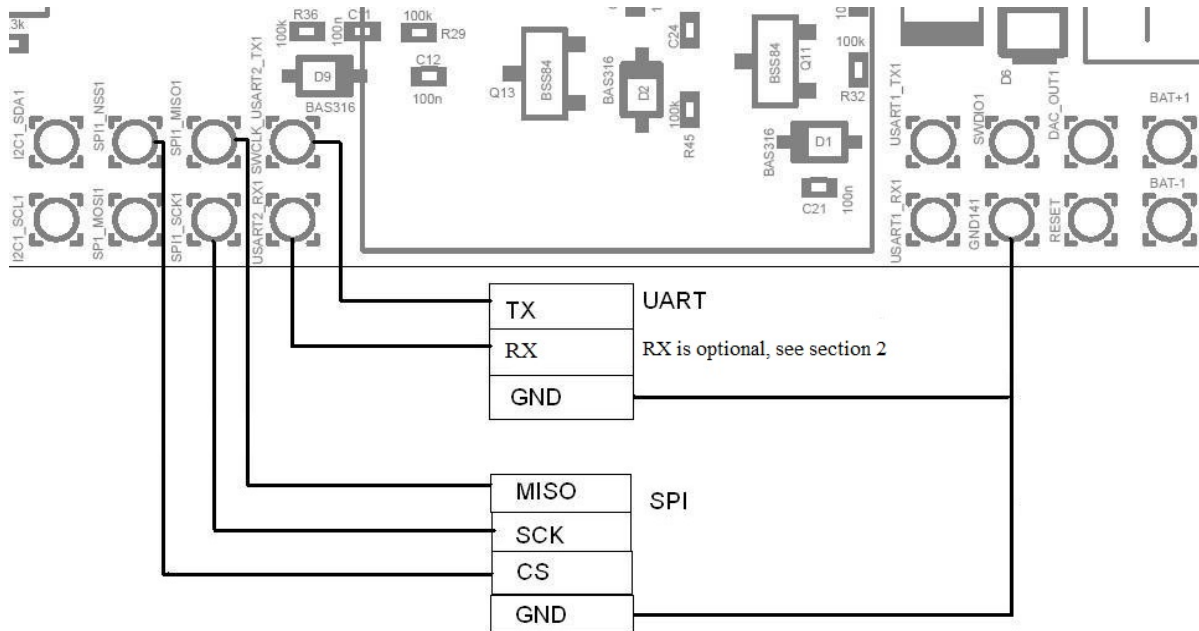 3k
R36
100k
C11
100n
100k
R29
C12
100n
D9
BAS316
Q13
BSS84
BAS316
D2
C24
100k
R45
BSS84
Q11
100k
R32
BAS316
D1
C21
100n
D6
I2C1_SDA1
SPI1_NSS1
SPI1_MISO1
SWCLK_USART2_TX1
USART1_TX1
SWDIO1
DAC_OUT1
BAT+1
I2C1_SCL1
SP1_MOSI1
SPI1_SCK1
USART2_RX1
USART1_RX1
GND141
RESET
BAT-1
TX
UART
RX
RX is optional, see section 2
GND
MISO
SPI
SCK
CS
GND